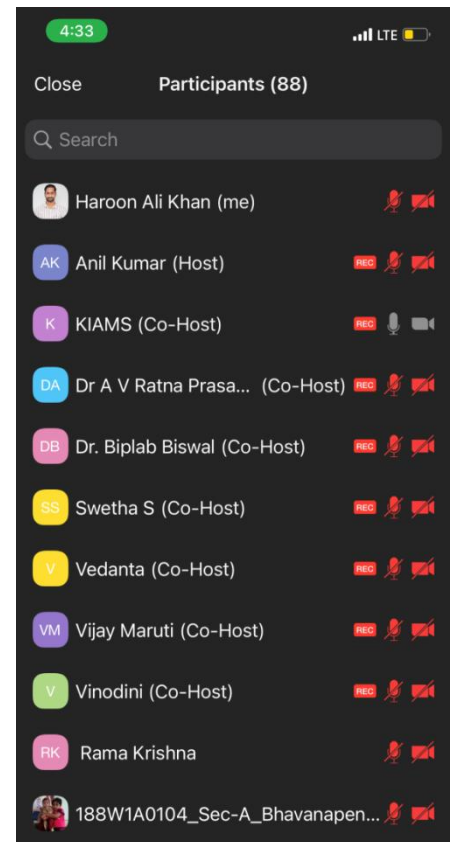 4:33 LTE
Close Participants (88)
Search
Haroon Ali Khan (me)
AK Anil Kumar (Host) REC
K KIAMS (Co-Host) REC
DA Dr A V Ratna Prasa... (Co-Host) REC
DB Dr. Biplab Biswal (Co-Host) REC
SS Swetha S (Co-Host) REC
V Vedanta (Co-Host) REC
VM Vijay Maruti (Co-Host) REC
V Vinodini (Co-Host) REC
RK Rama Krishna
188W1A0104_Sec-A_Bhavanapen...